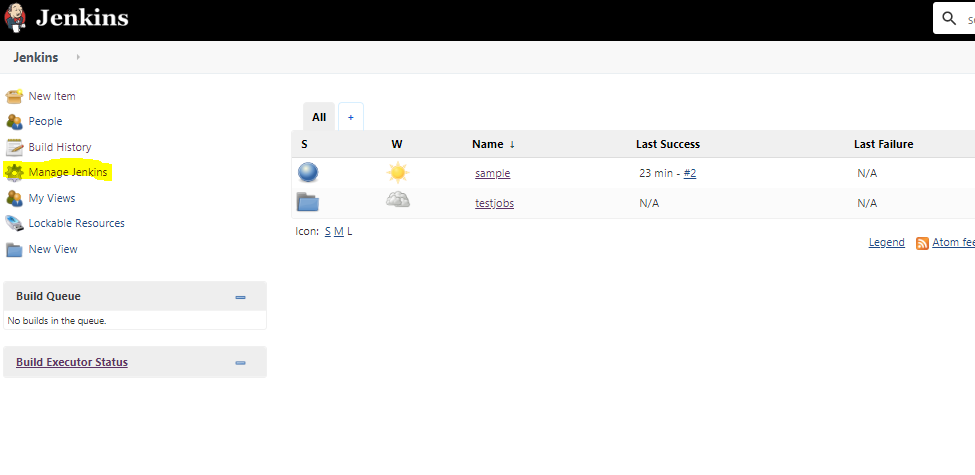 Jenkins
Jenkins
New Item
People
Build History
Manage Jenkins
My Views
Lockable Resources
New View
Build Queue
No builds in the queue.
Build Executor Status
All +
S W Name ↓ Last Success Last Failure
sample 23 min - #2 N/A
testjobs N/A N/A
Icon: S M L
Legend Atom fee